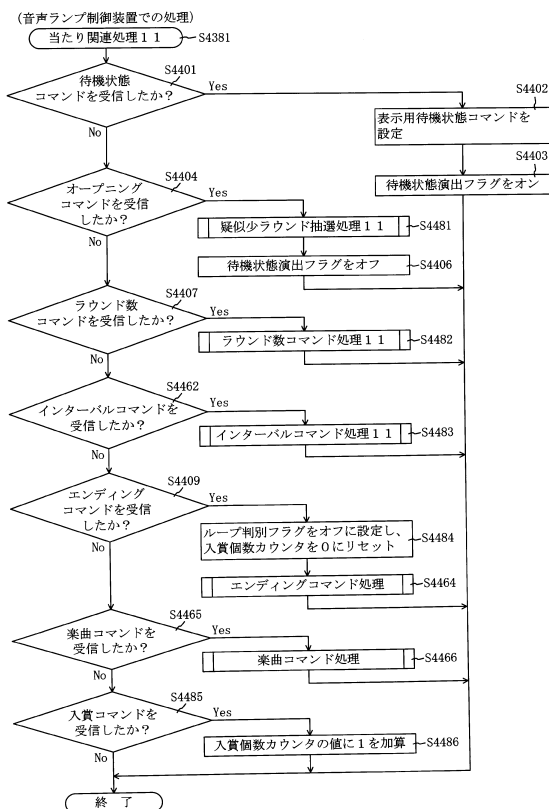 (音声ランプ制御装置での処理)
当たり関連処理11
S4381
S4401
待機状態
コマンドを受信したか?
Yes
No
S4402
表示用待機状態コマンドを
設定
S4403
待機状態演出フラグをオン
S4404
オープニング
コマンドを受信
したか?
Yes
No
疑似少ラウンド抽選処理11
S4481
待機状態演出フラグをオフ
S4406
S4407
ラウンド数
コマンドを受信したか?
Yes
No
ラウンド数コマンド処理11
S4482
S4462
インターバルコマンドを
受信したか?
Yes
No
インターバルコマンド処理11
S4483
S4409
エンディング
コマンドを受信
したか?
Yes
No
ループ判別フラグをオフに設定し、
入賞個数カウンタを0にリセット
S4484
エンディングコマンド処理
S4464
S4465
楽曲コマンドを
受信したか?
Yes
No
楽曲コマンド処理
S4466
S4485
入賞コマンドを
受信したか?
Yes
No
入賞個数カウンタの値に1を加算
S4486
終 了